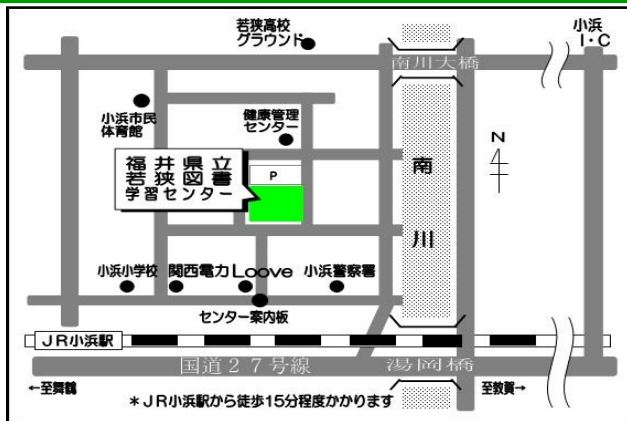 若狭高校
グラウンド
小浜
I・C
南川大橋
小浜市民
体育館
健康管理
センター
N
福井県立
若狭図書
学習センター
P
南
川
小浜小学校
関西電力
Loove
小浜警察署
センター案内板
JR小浜駅
国道27号線
湯岡橋
←至舞鶴
至敦賀→
*JR小浜駅から徒歩15分程度かかります